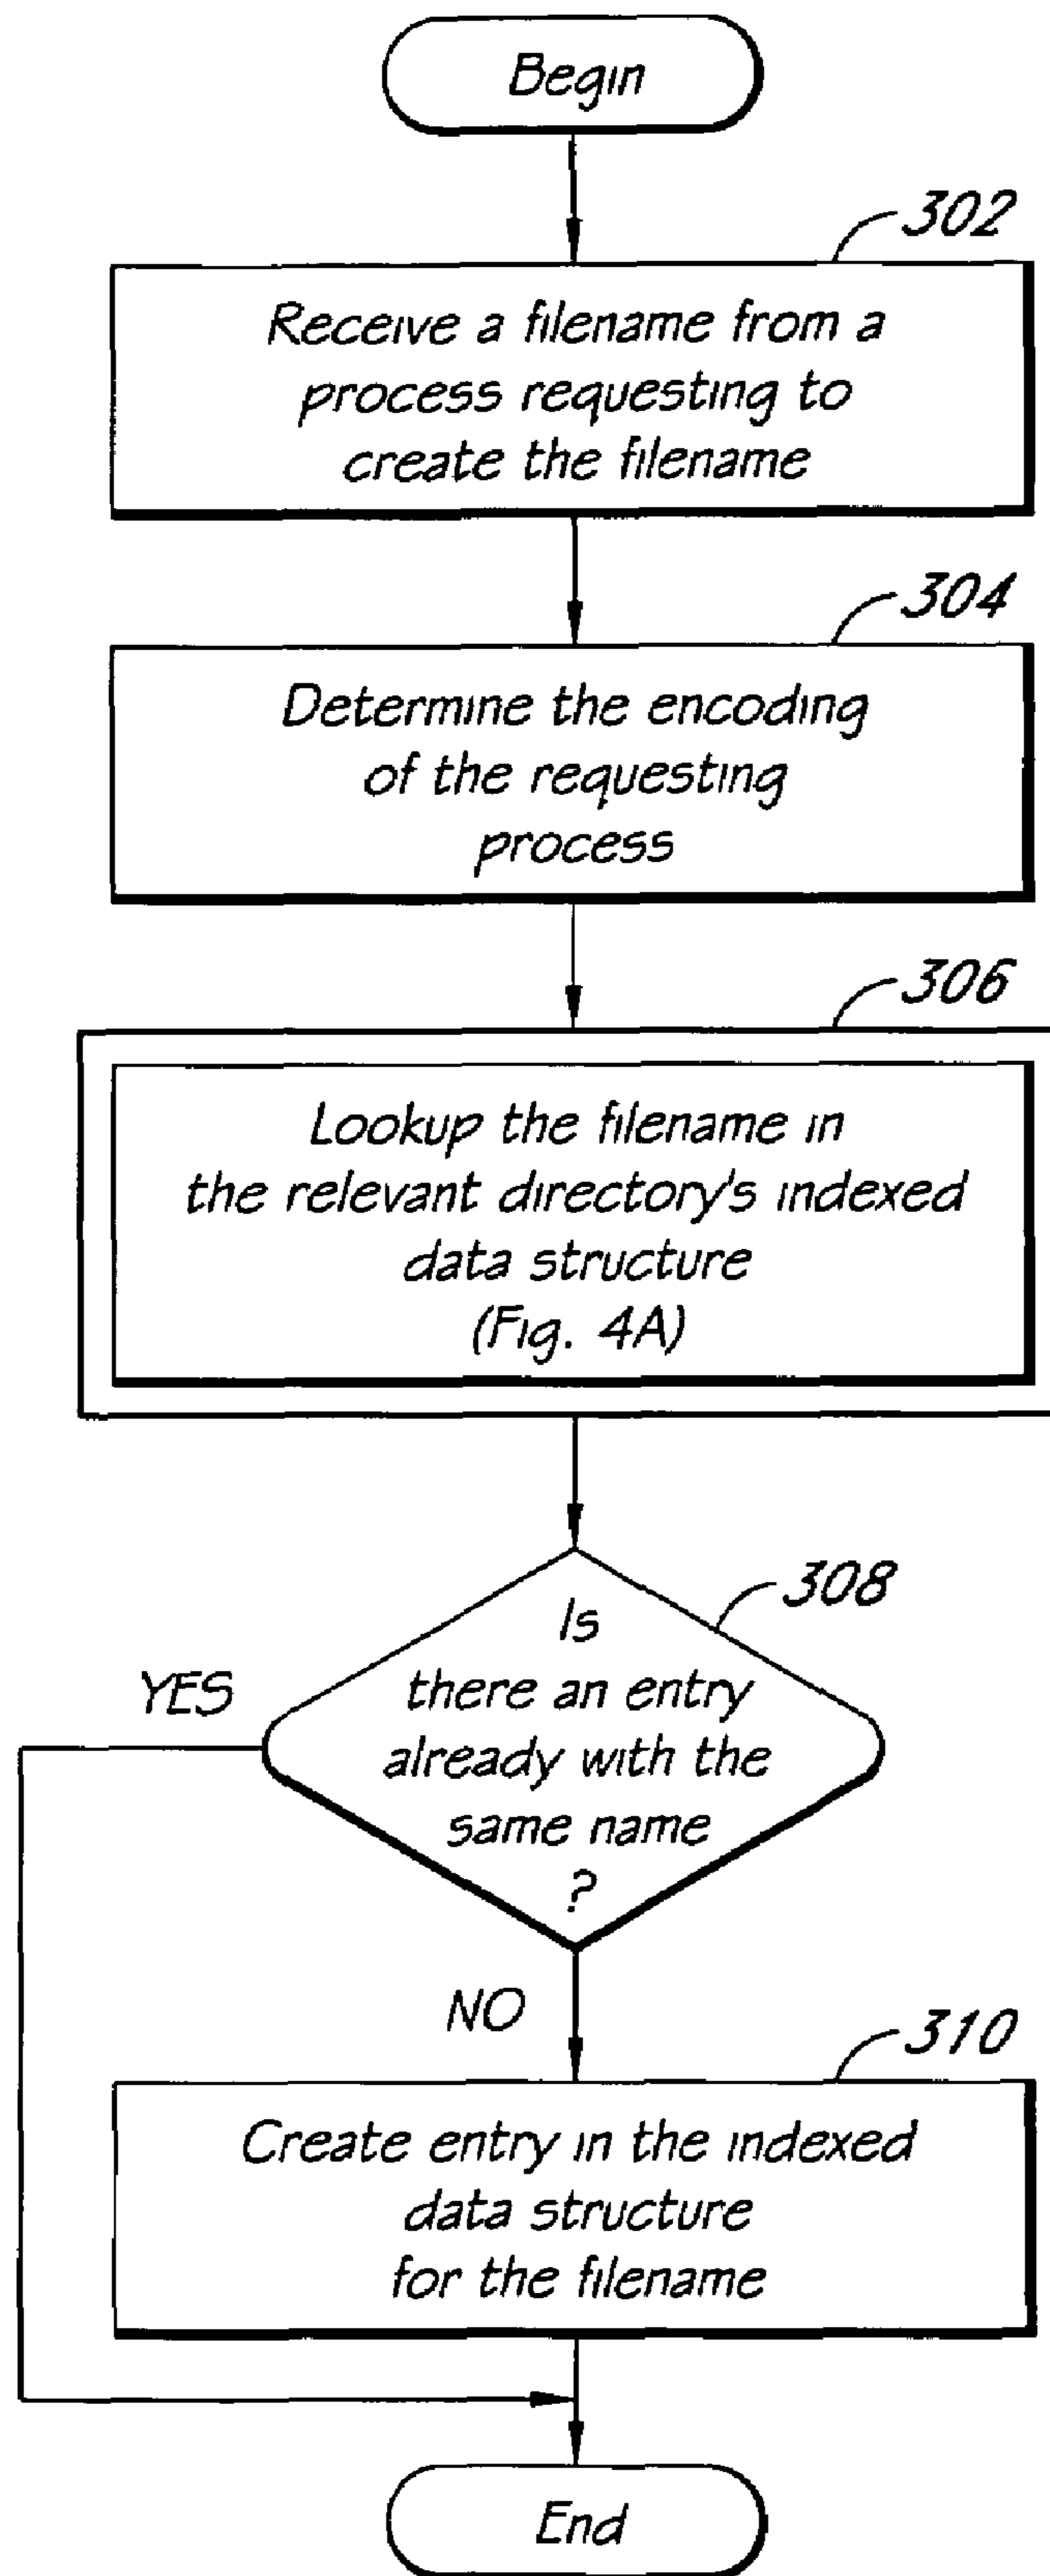 Begin
302
Receive a filename from a
process requesting to
create the filename
304
Determine the encoding
of the requesting
process
306
Lookup the filename in
the relevant directory's indexed
data structure
(Fig. 4A)
308
Is
there an entry
already with the
same name
?
YES
NO
310
Create entry in the indexed
data structure
for the filename
End